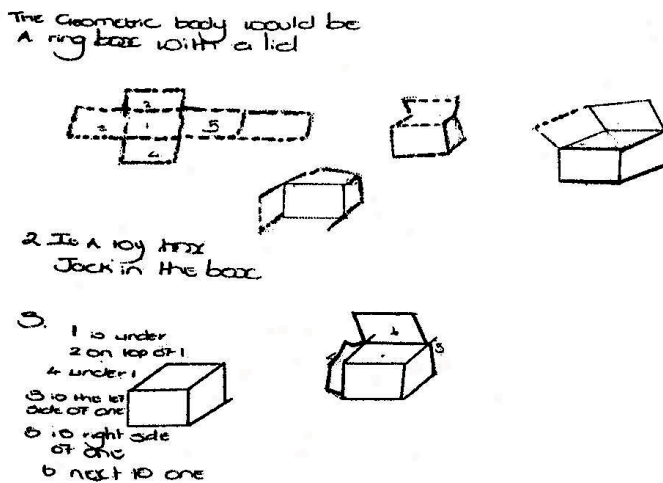 The Geometric body would be
A ring box with a lid
2
3 1 5
4
2 Is A toy box
Jack in the box
3.
1 is under
2 on top of 1
4 under 1
3 is the left
side of one
5 is right side
of one
6 next to one
6
5